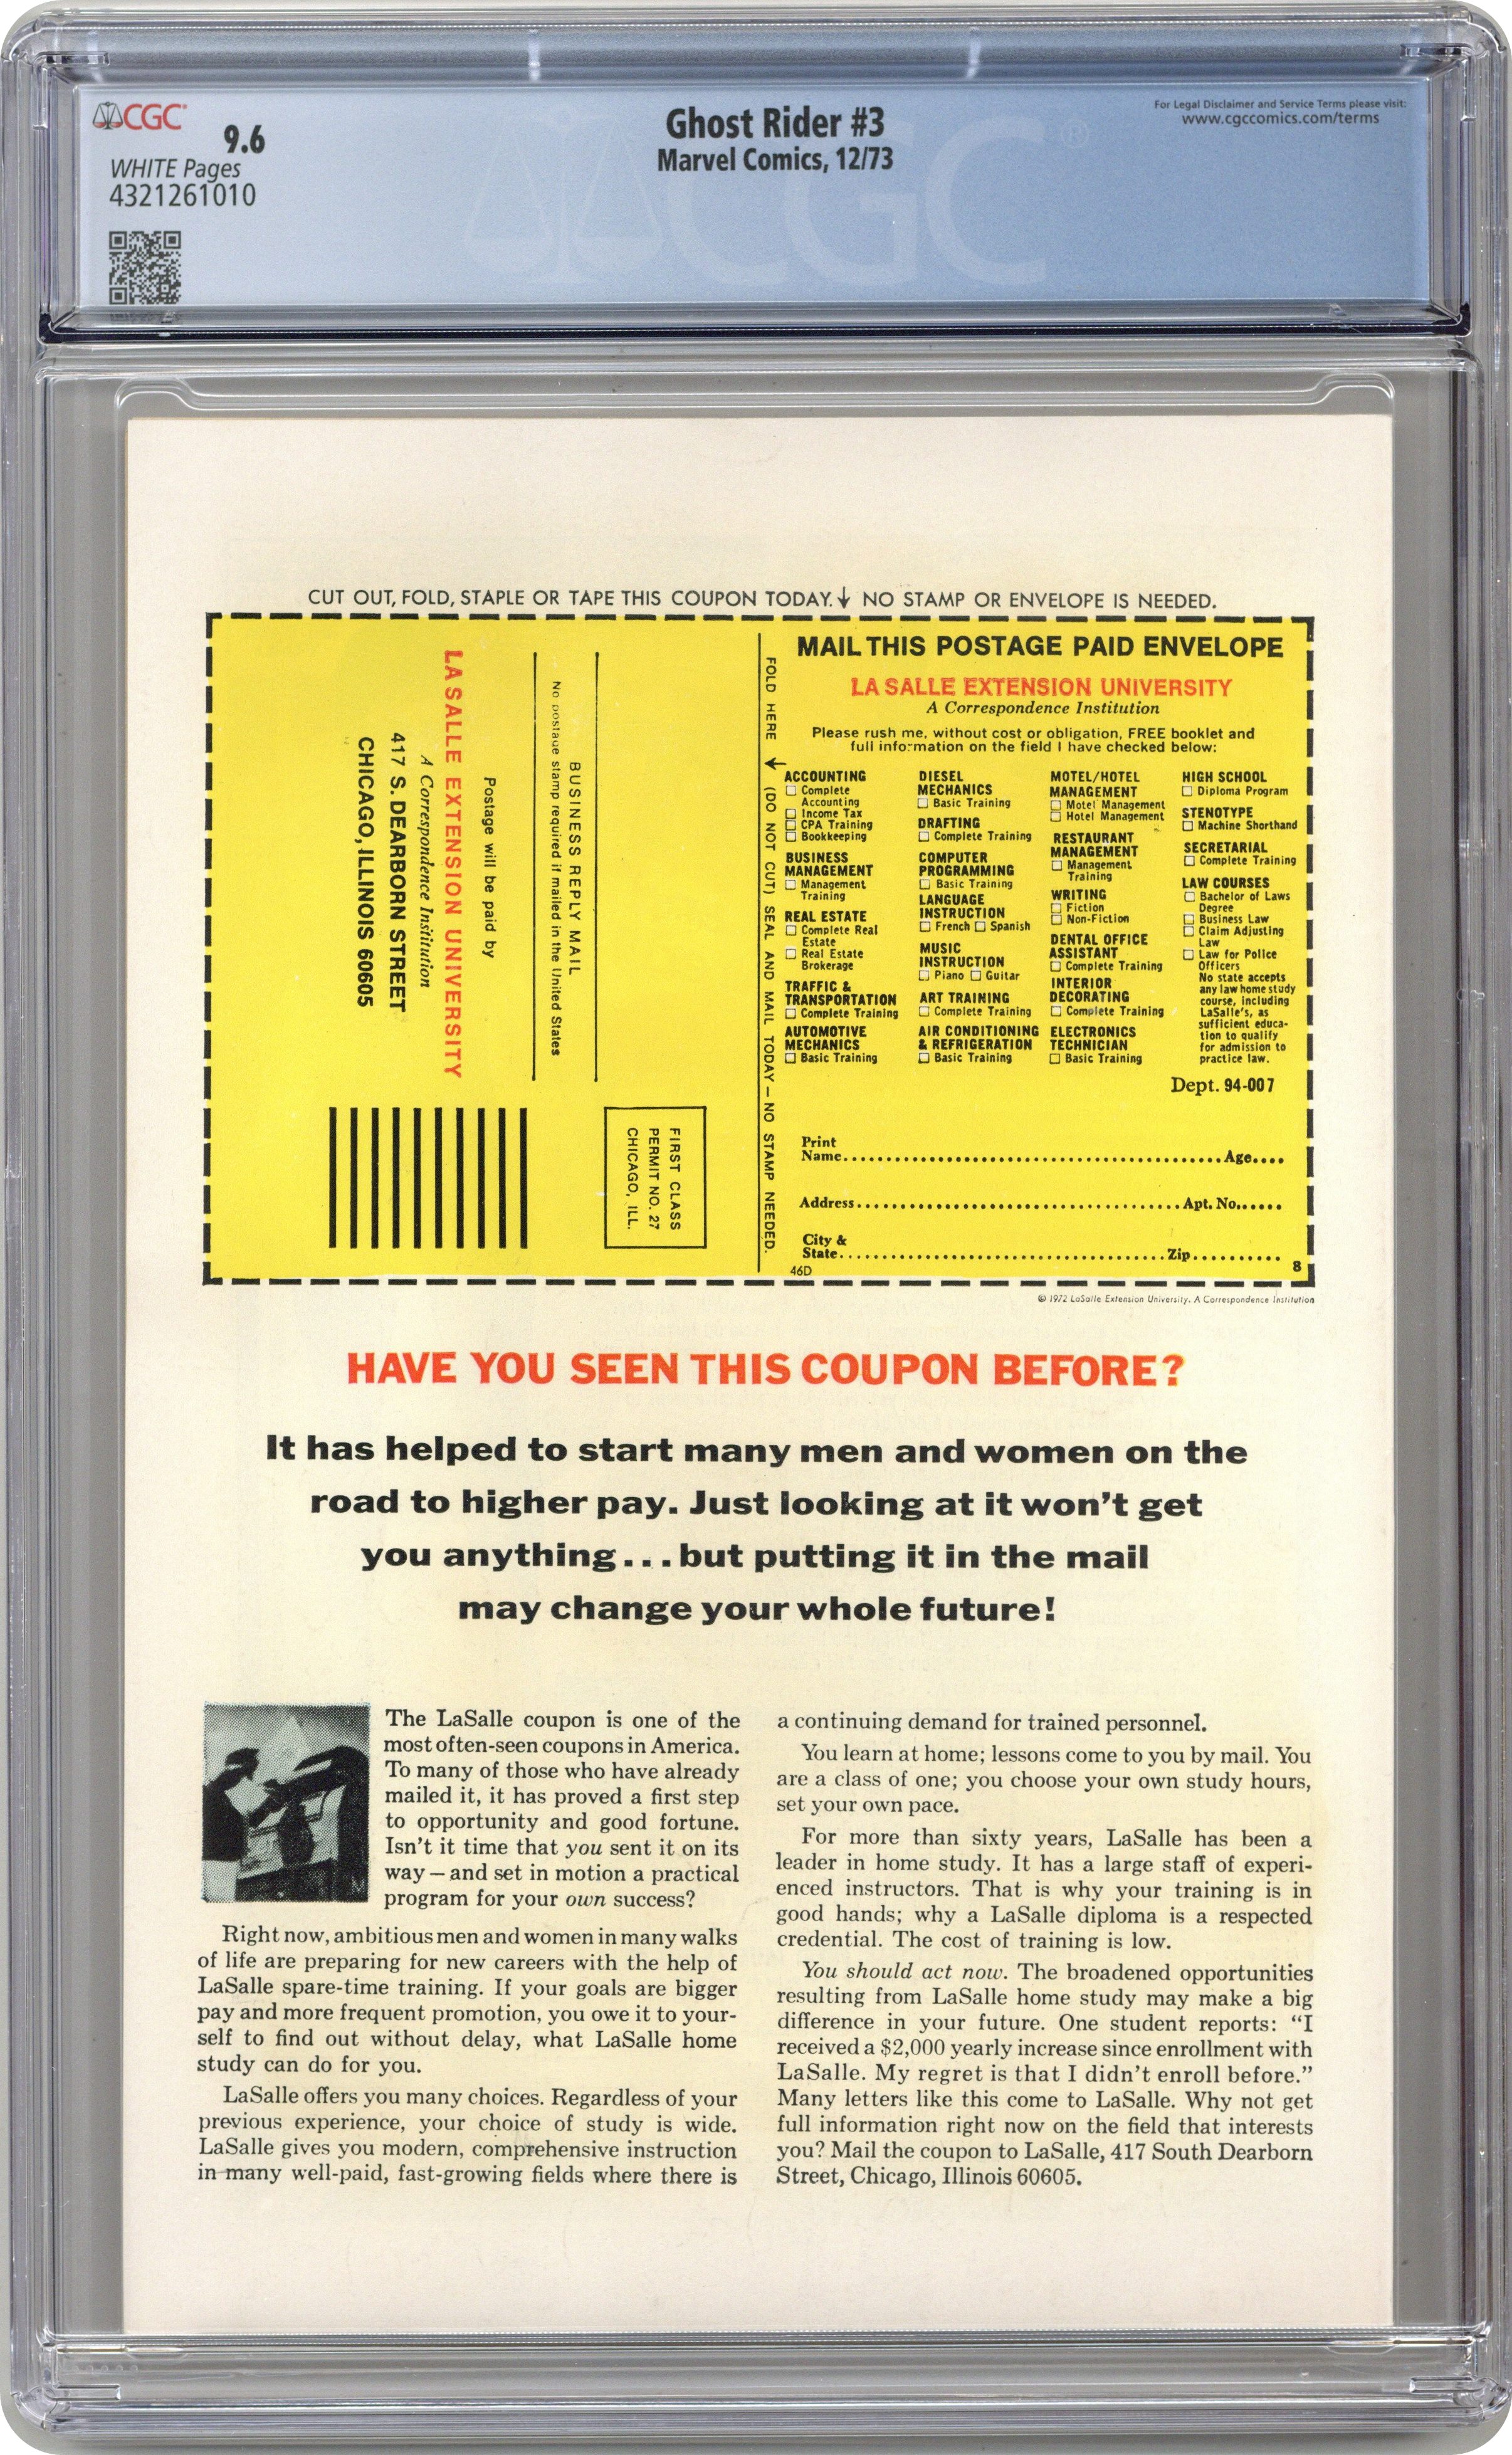 CGC
9.6
WHITE Pages
4321261010
Ghost Rider #3
Marvel Comics, 12/73
For Legal Disclaimer and Service Terms please visit:
www.cgccomics.com/terms
CGC®
CUT OUT, FOLD, STAPLE OR TAPE THIS COUPON TODAY.↓ NO STAMP OR ENVELOPE IS NEEDED.
FIRST CLASS
PERMIT NO. 27
CHICAGO, ILL.
BUSINESS REPLY MAIL
No postage stamp required if mailed in the United States
Postage will be paid by
LA SALLE EXTENSION UNIVERSITY
A Correspondence Institution
417 S. DEARBORN STREET
CHICAGO, ILLINOIS 60605
FOLD HERE (DO NOT CUT) SEAL AND MAIL TODAY — NO STAMP NEEDED.
MAIL THIS POSTAGE PAID ENVELOPE
LA SALLE EXTENSION UNIVERSITY
A Correspondence Institution
Please rush me, without cost or obligation, FREE booklet and
full information on the field I have checked below:
ACCOUNTING
☐ Complete
Accounting
☐ Income Tax
☐ CPA Training
☐ Bookkeeping
BUSINESS
MANAGEMENT
☐ Management
Training
REAL ESTATE
☐ Complete Real
Estate
☐ Real Estate
Brokerage
TRAFFIC &
TRANSPORTATION
☐ Complete Training
AUTOMOTIVE
MECHANICS
☐ Basic Training
DIESEL
MECHANICS
☐ Basic Training
DRAFTING
☐ Complete Training
COMPUTER
PROGRAMMING
☐ Basic Training
LANGUAGE
INSTRUCTION
☐ French ☐ Spanish
MUSIC
INSTRUCTION
☐ Piano ☐ Guitar
ART TRAINING
☐ Complete Training
AIR CONDITIONING
& REFRIGERATION
☐ Basic Training
MOTEL/HOTEL
MANAGEMENT
☐ Motel Management
☐ Hotel Management
RESTAURANT
MANAGEMENT
☐ Management
Training
WRITING
☐ Fiction
☐ Non-Fiction
DENTAL OFFICE
ASSISTANT
☐ Complete Training
INTERIOR
DECORATING
☐ Complete Training
ELECTRONICS
TECHNICIAN
☐ Basic Training
HIGH SCHOOL
☐ Diploma Program
STENOTYPE
☐ Machine Shorthand
SECRETARIAL
☐ Complete Training
LAW COURSES
☐ Bachelor of Laws
Degree
☐ Business Law
☐ Claim Adjusting
Law
☐ Law for Police
Officers
No state accepts
any law home study
course, including
LaSalle's, as
sufficient educa-
tion to qualify
for admission to
practice law.
Dept. 94-007
Print
Name.......... Age....
Address.......... Apt. No......
City &
State.......... Zip..........
46D
8
© 1972 LaSalle Extension University. A Correspondence Institution
HAVE YOU SEEN THIS COUPON BEFORE?
It has helped to start many men and women on the
road to higher pay. Just looking at it won't get
you anything...but putting it in the mail
may change your whole future!
The LaSalle coupon is one of the
most often-seen coupons in America.
To many of those who have already
mailed it, it has proved a first step
to opportunity and good fortune.
Isn't it time that you sent it on its
way — and set in motion a practical
program for your own success?
Right now, ambitious men and women in many walks
of life are preparing for new careers with the help of
LaSalle spare-time training. If your goals are bigger
pay and more frequent promotion, you owe it to your-
self to find out without delay, what LaSalle home
study can do for you.
LaSalle offers you many choices. Regardless of your
previous experience, your choice of study is wide.
LaSalle gives you modern, comprehensive instruction
in many well-paid, fast-growing fields where there is
a continuing demand for trained personnel.
You learn at home; lessons come to you by mail. You
are a class of one; you choose your own study hours,
set your own pace.
For more than sixty years, LaSalle has been a
leader in home study. It has a large staff of experi-
enced instructors. That is why your training is in
good hands; why a LaSalle diploma is a respected
credential. The cost of training is low.
You should act now. The broadened opportunities
resulting from LaSalle home study may make a big
difference in your future. One student reports: "I
received a $2,000 yearly increase since enrollment with
LaSalle. My regret is that I didn't enroll before."
Many letters like this come to LaSalle. Why not get
full information right now on the field that interests
you? Mail the coupon to LaSalle, 417 South Dearborn
Street, Chicago, Illinois 60605.